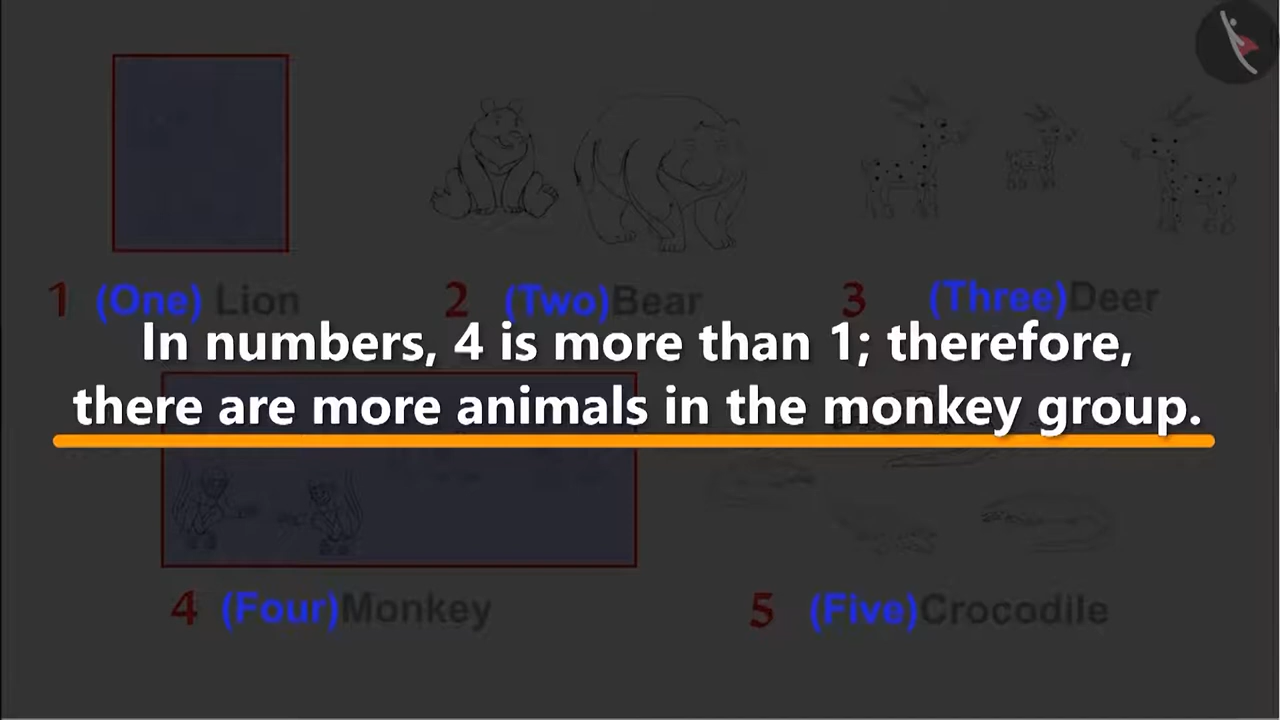 1 (One) Lion
2 (Two)Bear
3 (Three)Deer
In numbers, 4 is more than 1; therefore,
there are more animals in the monkey group.
4 (Four)Monkey
5 (Five)Crocodile